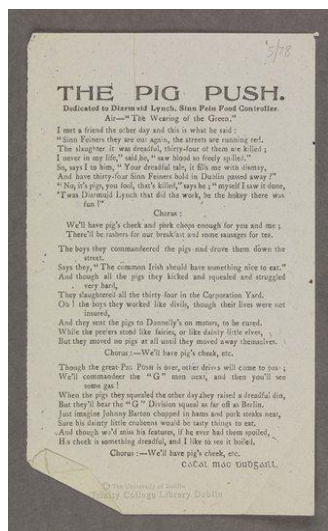 5/78
THE PIG PUSH.
Dedicated to Diarmuid Lynch, Sinn Fein Food Controller.
Air—"The Wearing of the Green."
I met a friend the other day and this is what he said:
"Sinn Feiners they are out again, the streets are running red.
The slaughter it was dreadful, thirty-four of them are killed;
I never in my life," said he, "saw blood so freely spilled."
So, says I to him, "Your dreadful tale, it fills me with dismay,
And have thirty-four Sinn Feiners bold in Dublin passed away?"
"No, it's pigs, you fool, that's killed," says he; "myself I saw it done,
'Twas Diarmuid Lynch that did the work, be the hokey there was
fun!"
Chorus:
We'll have pig's cheek and pork chops enough for you and me;
There'll be rashers for our breakfast and some sausages for tea.
The boys they commandeered the pigs and drove them down the
street.
Says they, "The common Irish should have something nice to eat."
And though all the pigs they kicked and squealed and struggled
very hard,
They slaughtered all the thirty-four in the Corporation Yard.
Oh! the boys they worked like divils, though their lives were not
insured,
And they sent the pigs to Donnelly's on motors, to be cured.
While the peelers stood like fairies, or like dainty little elves,
But they moved no pigs at all until they moved away themselves.
Chorus:—We'll have pig's cheek, etc.
Though the great PIG PUSH is over, other drives will come to pass;
We'll commandeer the "G" men next, and then you'll see
some gas!
When the pigs they squealed the other day they raised a dreadful din,
But they'll hear the "G" Division squeal as far off as Berlin.
Just imagine Johnny Barton chopped in hams and pork steaks neat,
Sure his dainty little crubeens would be tasty things to eat.
And though we'd miss his features, if he ever had them spoiled,
His cheek is something dreadful, and I like to see it boiled.
Chorus:—We'll have pig's cheek, etc.
Catal mac Dubgaill.
© The University of Dublin
Trinity College Library Dublin